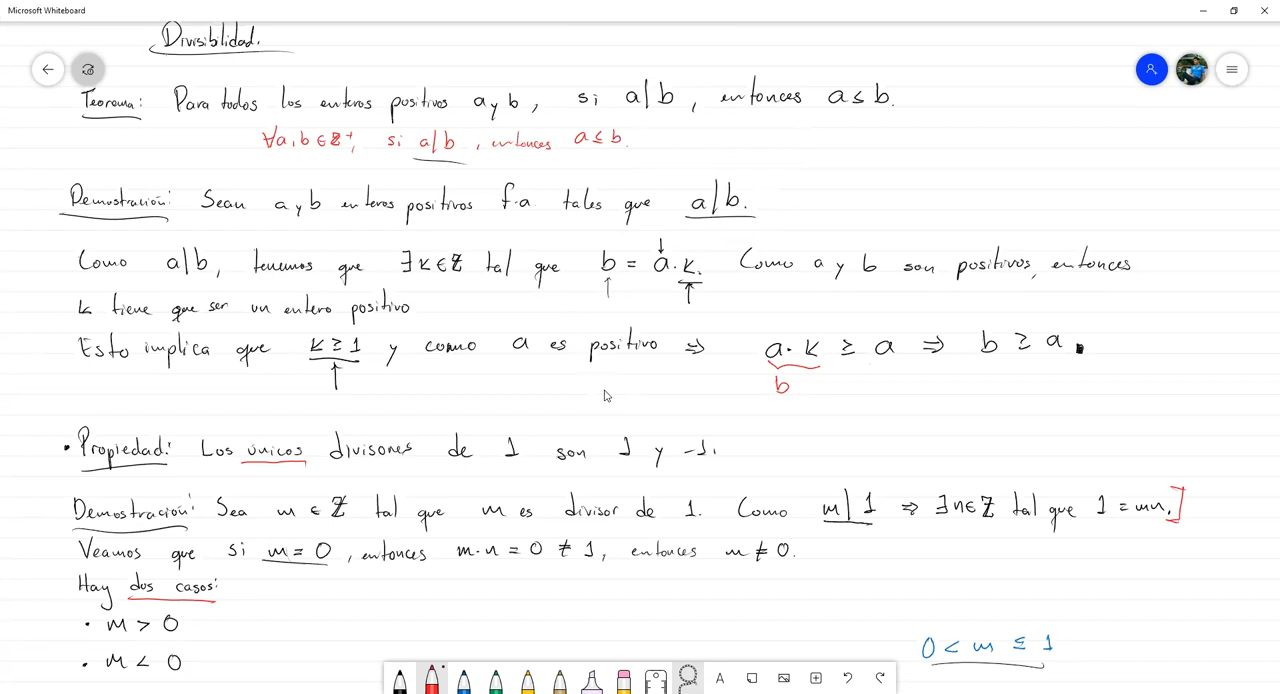 Microsoft Whiteboard
Divisibilidad.
Teorema: Para todos los enteros positivos a y b, si a|b, entonces a ≤ b.
∀a,b ∈ ℤ⁺, si a|b, entonces a ≤ b.
Demostración: Sean a y b enteros positivos f.a. tales que a|b.
Como a|b, tenemos que ∃ k ∈ ℤ tal que b = a·k. Como a y b son positivos, entonces
k tiene que ser un entero positivo
Esto implica que k ≥ 1 y como a es positivo ⇒ a·k ≥ a ⇒ b ≥ a ▪
b
• Propiedad: Los únicos divisores de 1 son 1 y -1.
Demostración: Sea m ∈ ℤ tal que m es divisor de 1. Como m|1 ⇒ ∃ n ∈ ℤ tal que 1 = mn.]
Veamos que si m = 0, entonces m·n = 0 ≠ 1, entonces m ≠ 0.
Hay dos casos:
• m > 0
• m < 0
0 < m ≤ 1
A